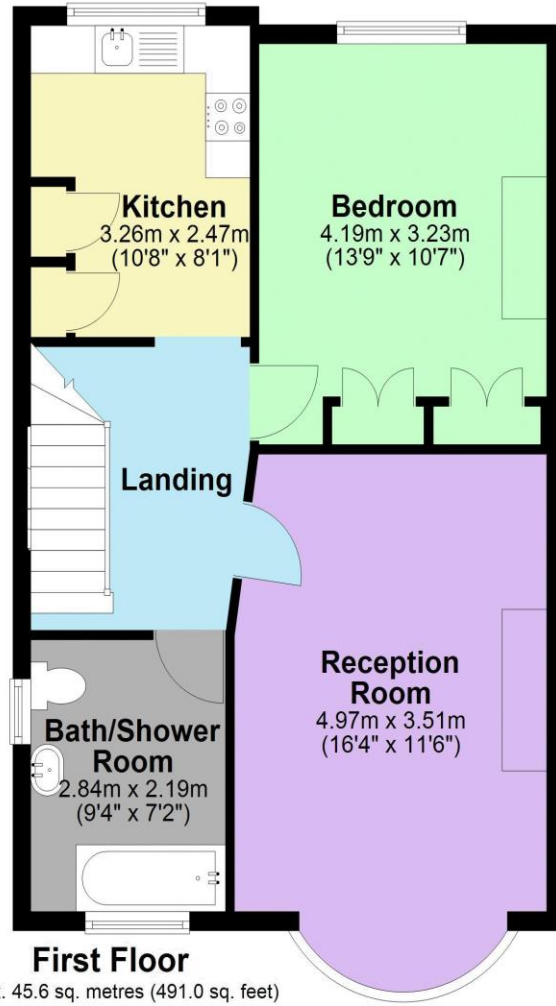 Kitchen
3.26m x 2.47m
(10'8" x 8'1")
Bedroom
4.19m x 3.23m
(13'9" x 10'7")
Landing
Reception
Room
4.97m x 3.51m
(16'4" x 11'6")
Bath/Shower
Room
2.84m x 2.19m
(9'4" x 7'2")
First Floor
. 45.6 sq. metres (491.0 sq. feet)